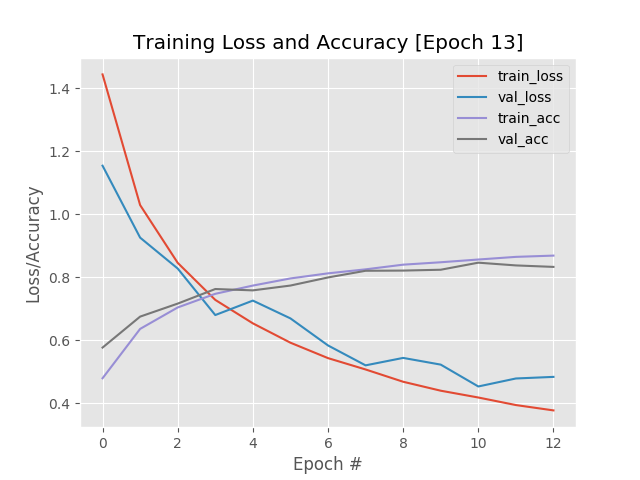 Training Loss and Accuracy [Epoch 13]
train_loss
val_loss
train_acc
val_acc
Loss/Accuracy
1.4
1.2
1.0
0.8
0.6
0.4
0 2 4 6 8 10 12
Epoch #